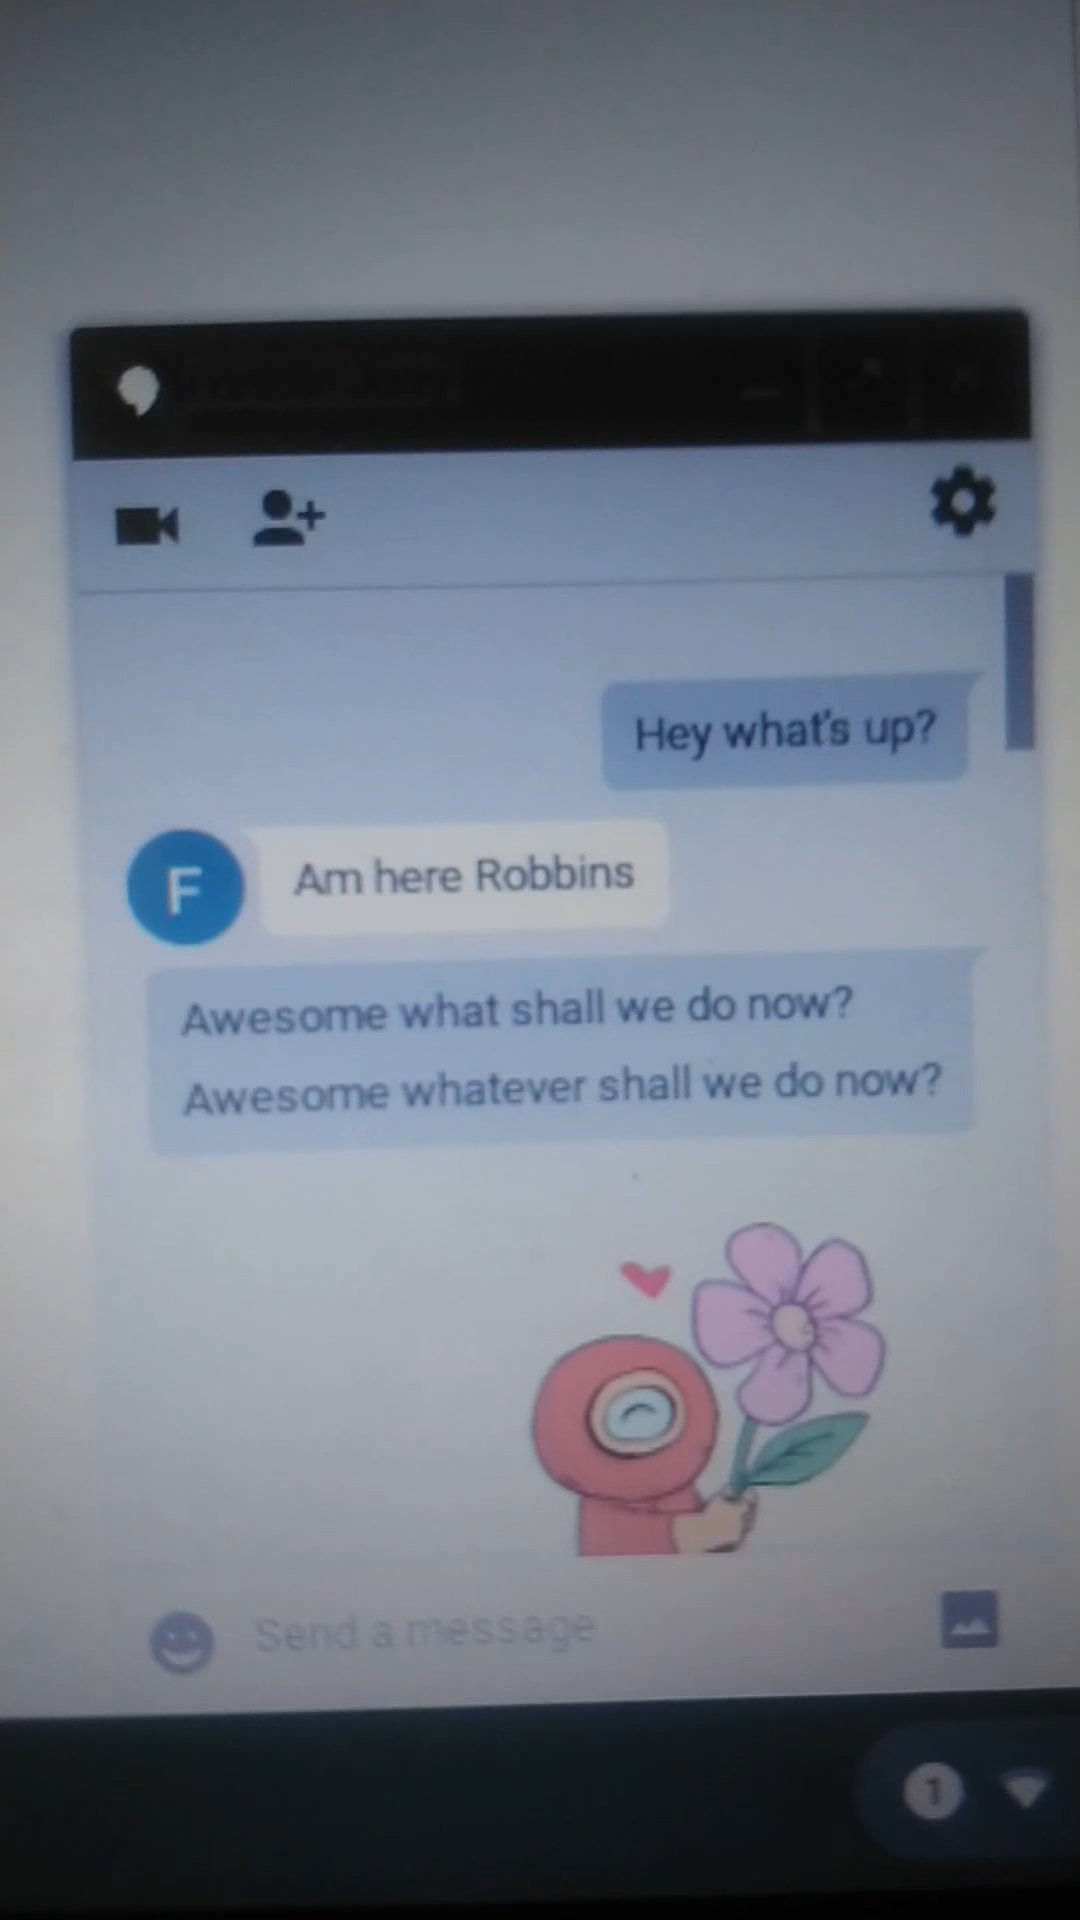 Hey what's up?
F
Am here Robbins
Awesome what shall we do now?
Awesome whatever shall we do now?
Send a message
1